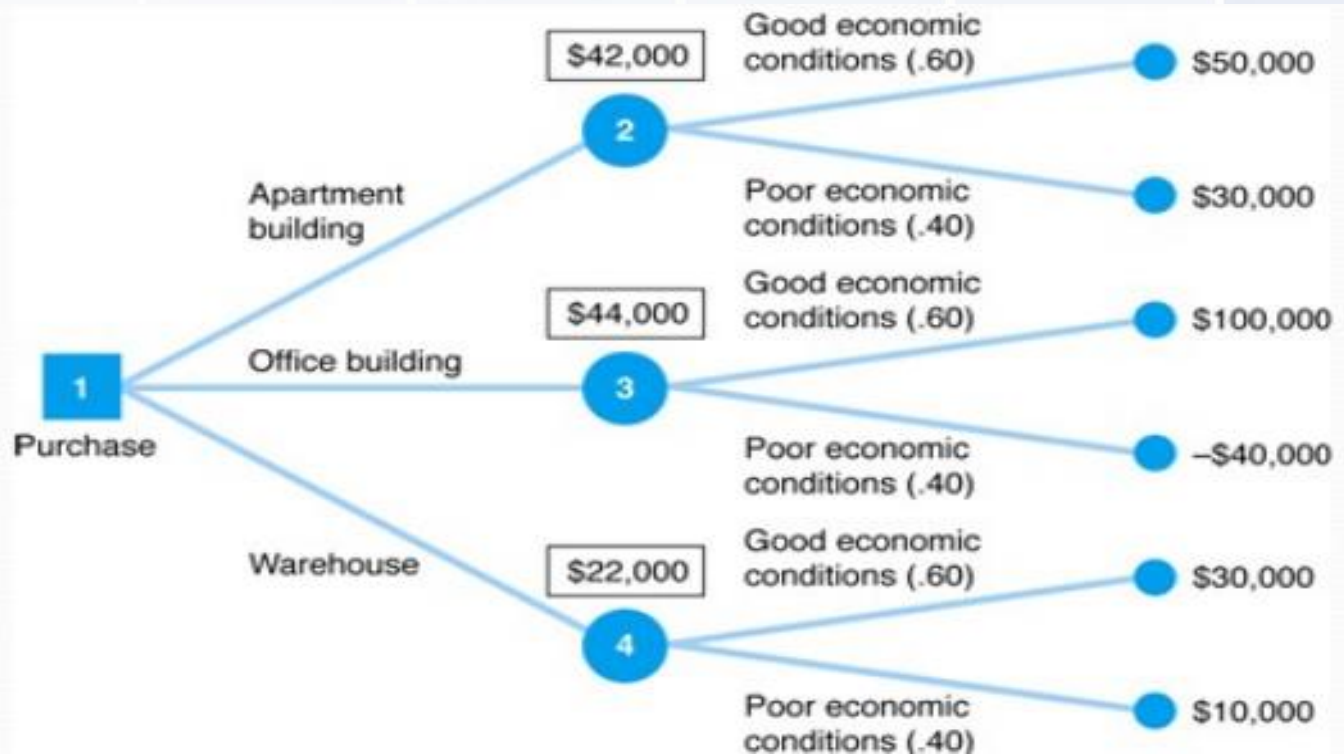 Good economic
conditions (.60)
$42,000
$50,000
2
Apartment
building
Poor economic
conditions (.40)
$30,000
Good economic
conditions (.60)
$44,000
$100,000
Office building
1
3
Purchase
Poor economic
conditions (.40)
–$40,000
Warehouse
Good economic
conditions (.60)
$22,000
$30,000
4
Poor economic
conditions (.40)
$10,000